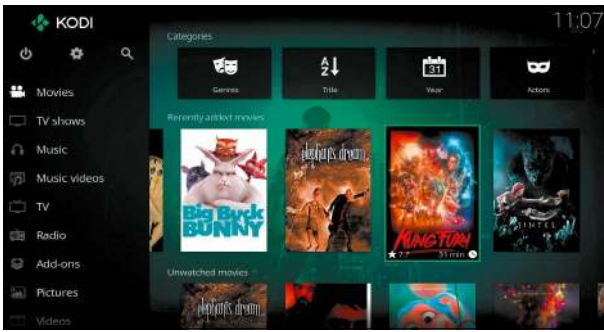 KODI
11:07
Categories
Genres
Title
Year
Actors
Movies
TV shows
Music
Music videos
TV
Radio
Add-ons
Pictures
Videos
Recently added movies
Big Buck
BUNNY
elephants dream
KUNG FURY
7.7
31 min
SINTEL
Unwatched movies
elephants dream
A
Z
31